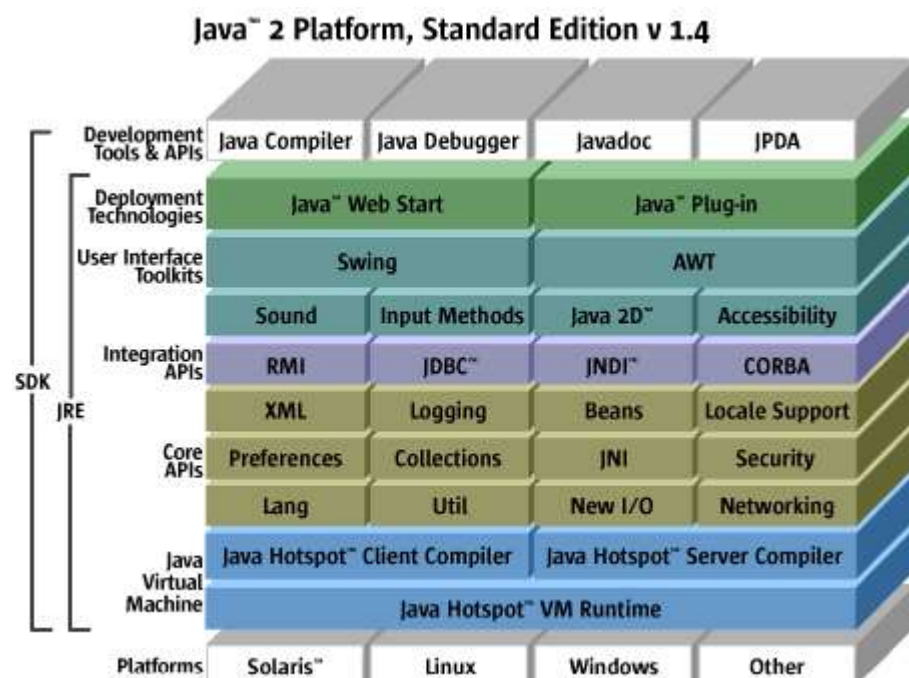 Java™ 2 Platform, Standard Edition v 1.4
Development
Tools & APIs
Java Compiler
Java Debugger
Javadoc
JPDA
Deployment
Technologies
Java™ Web Start
Java™ Plug-in
User Interface
Toolkits
Swing
AWT
Sound
Input Methods
Java 2D™
Accessibility
Integration
APIs
RMI
JDBC™
JNDI™
CORBA
SDK
JRE
XML
Logging
Beans
Locale Support
Core
APIs
Preferences
Collections
JNI
Security
Lang
Util
New I/O
Networking
Java
Virtual
Machine
Java Hotspot™ Client Compiler
Java Hotspot™ Server Compiler
Java Hotspot™ VM Runtime
Platforms
Solaris™
Linux
Windows
Other